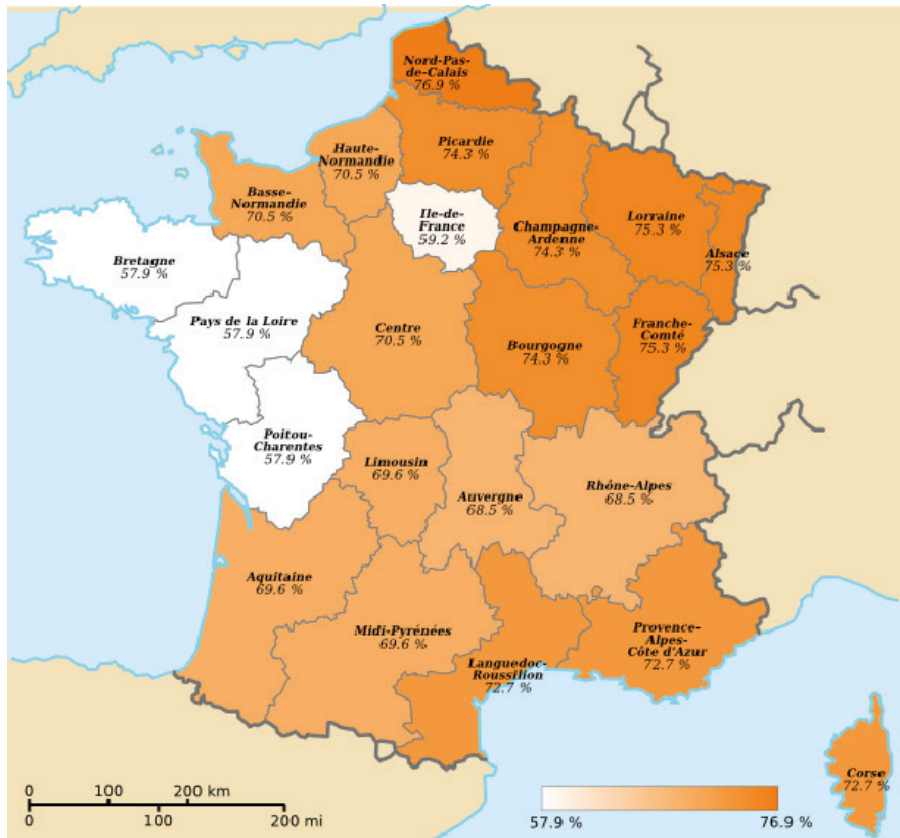 Nord-Pas-
de-Calais
76.9 %
Picardie
74.3 %
Haute-
Normandie
70.5 %
Basse-
Normandie
70.5 %
Ile-de-
France
59.2 %
Champagne-
Ardenne
74.3 %
Lorraine
75.3 %
Alsace
75.3 %
Bretagne
57.9 %
Pays de la Loire
57.9 %
Centre
70.5 %
Bourgogne
74.3 %
Franche-
Comté
75.3 %
Poitou-
Charentes
57.9 %
Limousin
69.6 %
Auvergne
68.5 %
Rhône-Alpes
68.5 %
Aquitaine
69.6 %
Midi-Pyrénées
69.6 %
Languedoc-
Roussillon
72.7 %
Provence-
Alpes-
Côte d'Azur
72.7 %
Corse
72.7 %
0 100 200 km
0 100 200 mi
57.9 % 76.9 %